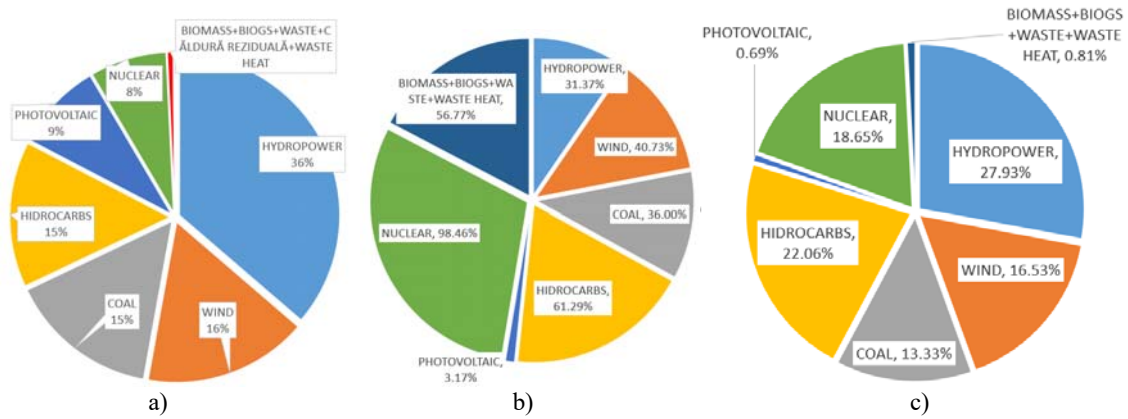 BIOMASS+BIOGS+WASTE+C
ĂLDURĂ REZIDUALĂ+WASTE
HEAT
NUCLEAR
8%
PHOTOVOLTAIC
9%
HYDROPOWER
36%
HIDROCARBS
15%
COAL
15%
WIND
16%
a)
BIOMASS+BIOGS+WA
STE+WASTE HEAT,
56.77%
HYDROPOWER,
31.37%
WIND, 40.73%
COAL, 36.00%
NUCLEAR, 98.46%
HIDROCARBS,
61.29%
PHOTOVOLTAIC,
3.17%
b)
BIOMASS+BIOGS
+WASTE+WASTE
HEAT, 0.81%
PHOTOVOLTAIC,
0.69%
NUCLEAR,
18.65%
HYDROPOWER,
27.93%
HIDROCARBS,
22.06%
WIND, 16.53%
COAL, 13.33%
c)